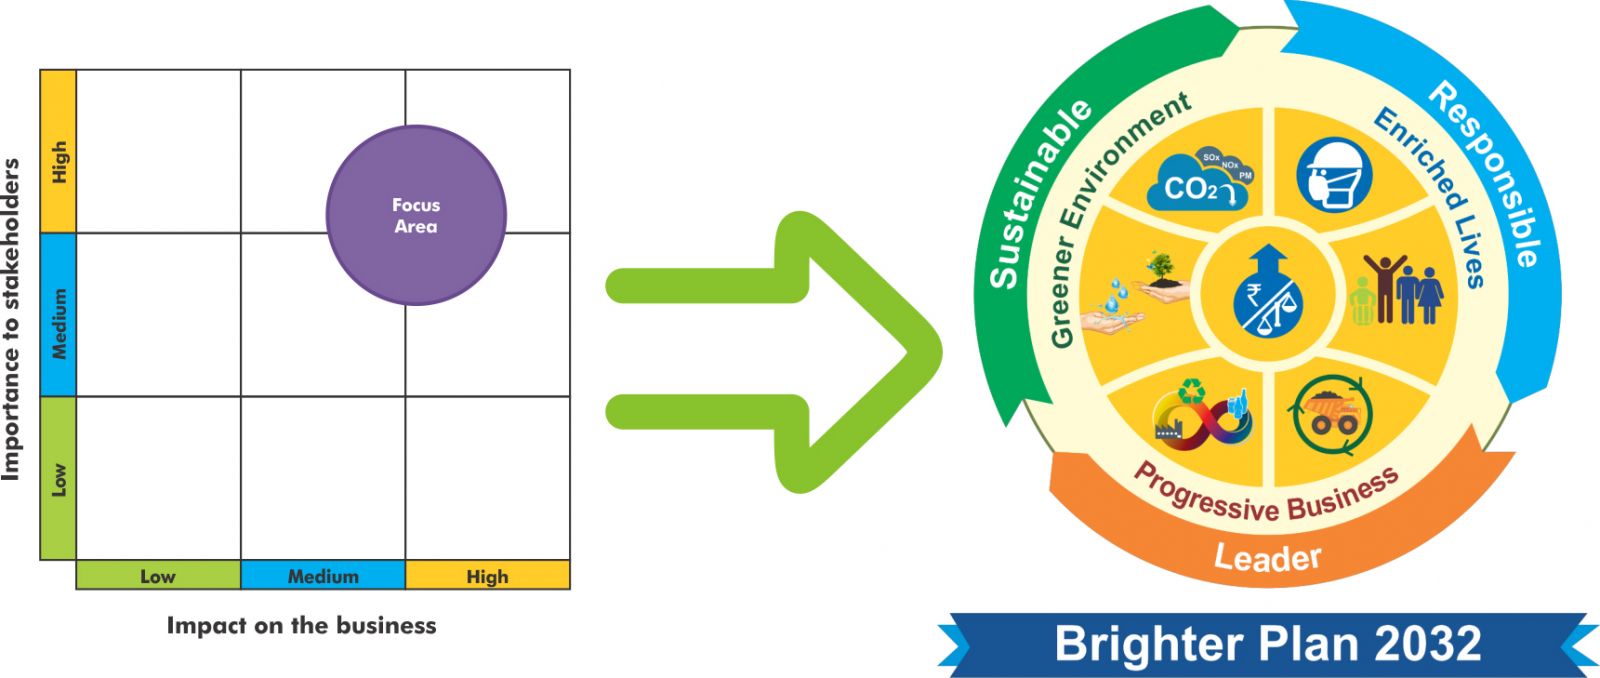 Importance to stakeholders
High
Medium
Low
Focus
Area
Low
Medium
High
Impact on the business
Sustainable
Responsible
Leader
Greener Environment
Enriched Lives
Progressive Business
SOx
NOx
PM
CO2
₹
Brighter Plan 2032